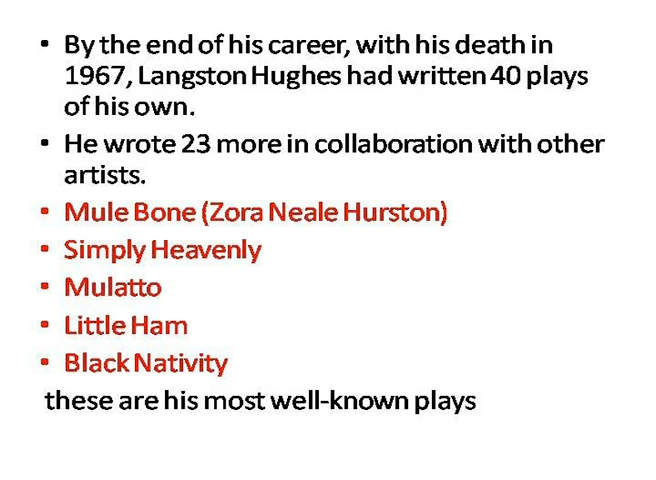 • By the end of his career, with his death in
1967, Langston Hughes had written 40 plays
of his own.
• He wrote 23 more in collaboration with other
artists.
• Mule Bone (Zora Neale Hurston)
• Simply Heavenly
• Mulatto
• Little Ham
• Black Nativity
these are his most well-known plays